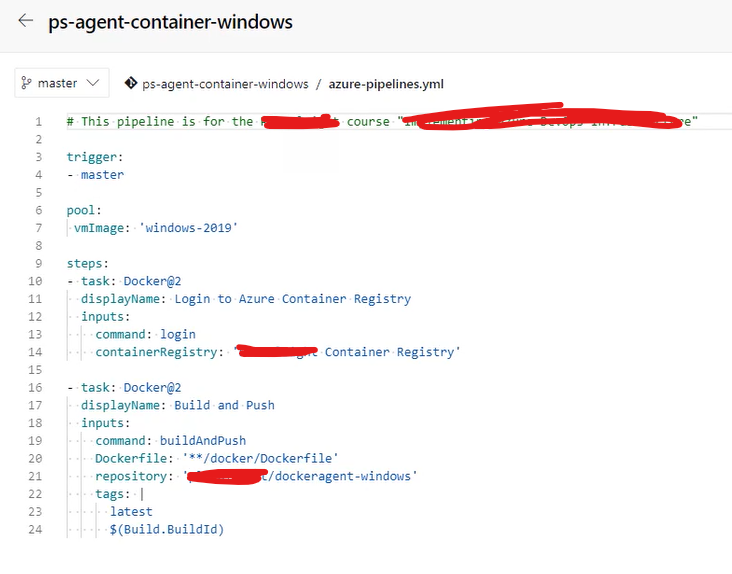 ps-agent-container-windows
master ps-agent-container-windows / azure-pipelines.yml
1 # This pipeline is for the course "
2
3 trigger:
4 - master
5
6 pool:
7 vmImage: 'windows-2019'
8
9 steps:
10 - task: Docker@2
11 displayName: Login to Azure Container Registry
12 inputs:
13 command: login
14 containerRegistry: ' Container Registry'
15
16 - task: Docker@2
17 displayName: Build and Push
18 inputs:
19 command: buildAndPush
20 Dockerfile: '**/docker/Dockerfile'
21 repository: '/dockeragent-windows'
22 tags: |
23 latest
24 $(Build.BuildId)